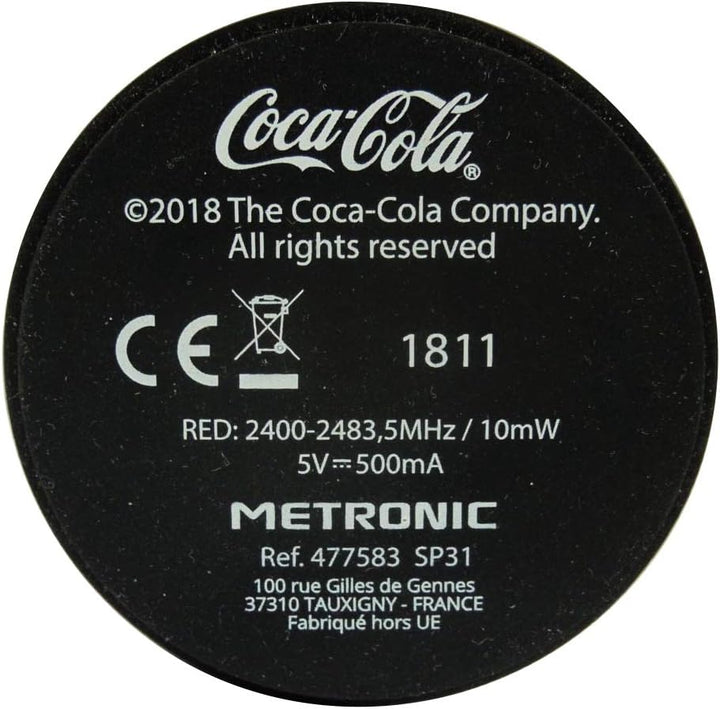 Coca-Cola®
©2018 The Coca-Cola Company.
All rights reserved
CE 1811
RED: 2400-2483,5MHz / 10mW
5V⎓500mA
METRONIC
Ref. 477583 SP31
100 rue Gilles de Gennes
37310 TAUXIGNY - FRANCE
Fabriqué hors UE